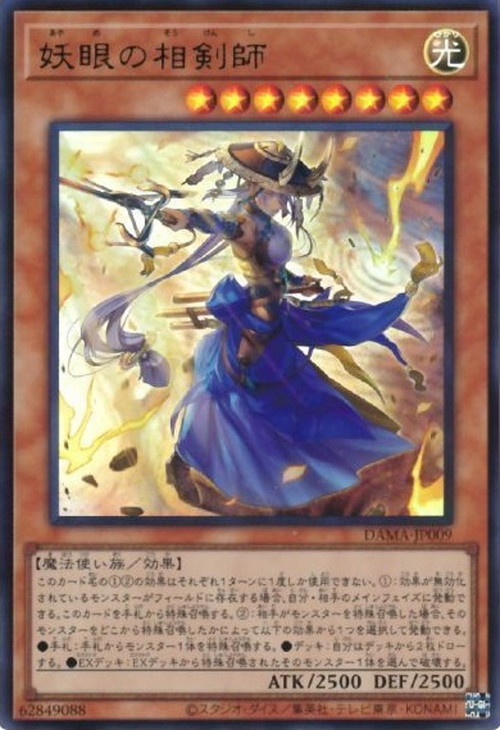 あやめ そうけんし
妖眼の相剣師
光
DAMA-JP009
【魔法使い族／効果】
このカード名の①②の効果はそれぞれ1ターンに1度しか使用できない。①：効果が無効化
されているモンスターがフィールドに存在する場合、自分・相手のメインフェイズに発動で
きる。このカードを手札から特殊召喚する。②：相手がモンスターを特殊召喚した場合、その
モンスターをどこから特殊召喚したかによって以下の効果から1つを選択して発動できる。
●手札：手札からモンスター1体を特殊召喚する。●デッキ：自分はデッキから2枚ドロー
する。●EXデッキ：EXデッキから特殊召喚されたそのモンスター1体を選んで破壊する。
ATK/2500 DEF/2500
62849088 ©スタジオ・ダイス／集英社・テレビ東京・KONAMI